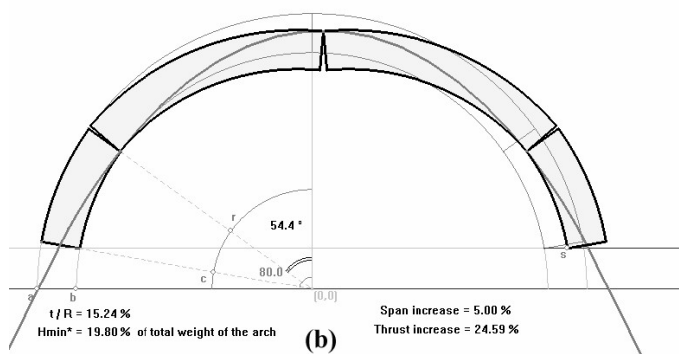 r
54.4 °
s
c
80.0
a
b
(0,0)
t / R = 15.24 %
Span increase = 5.00 %
Hmin* = 19.80 % of total weight of the arch
(b)
Thrust increase = 24.59 %